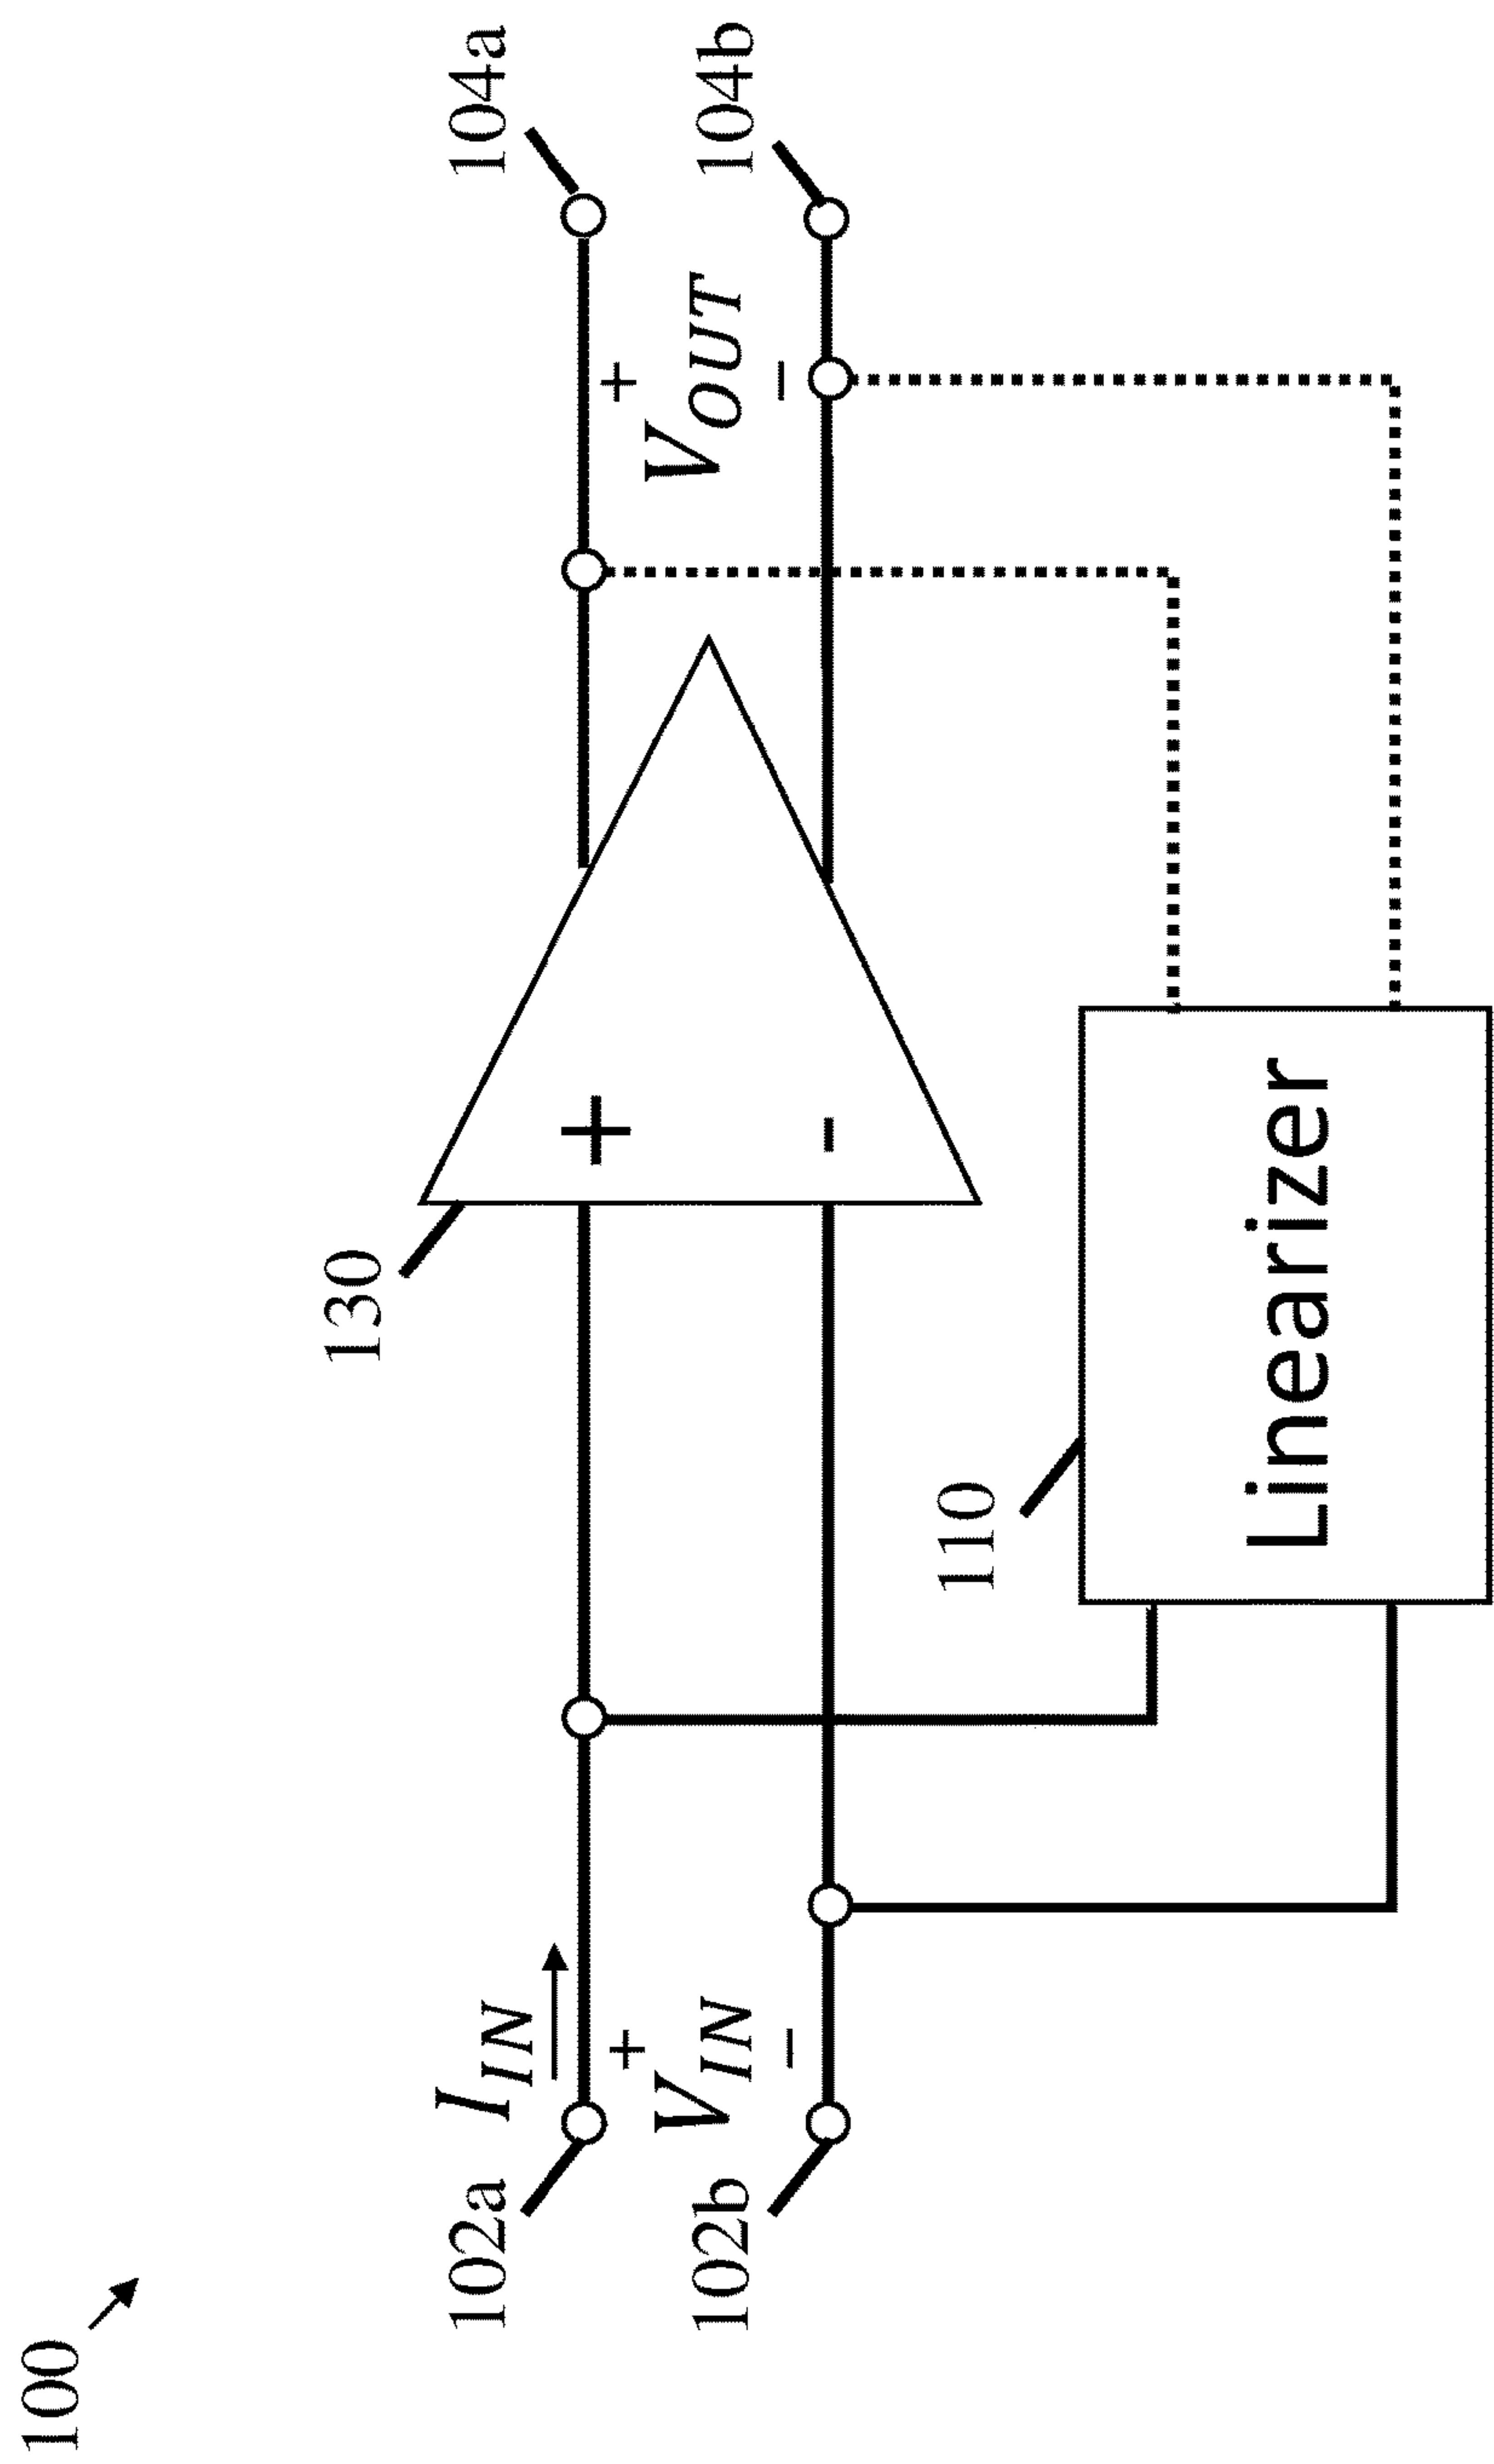 100
130
102a
I_IN
+
V_IN
−
102b
+
-
104a
+
V_OUT
−
104b
110
Linearizer